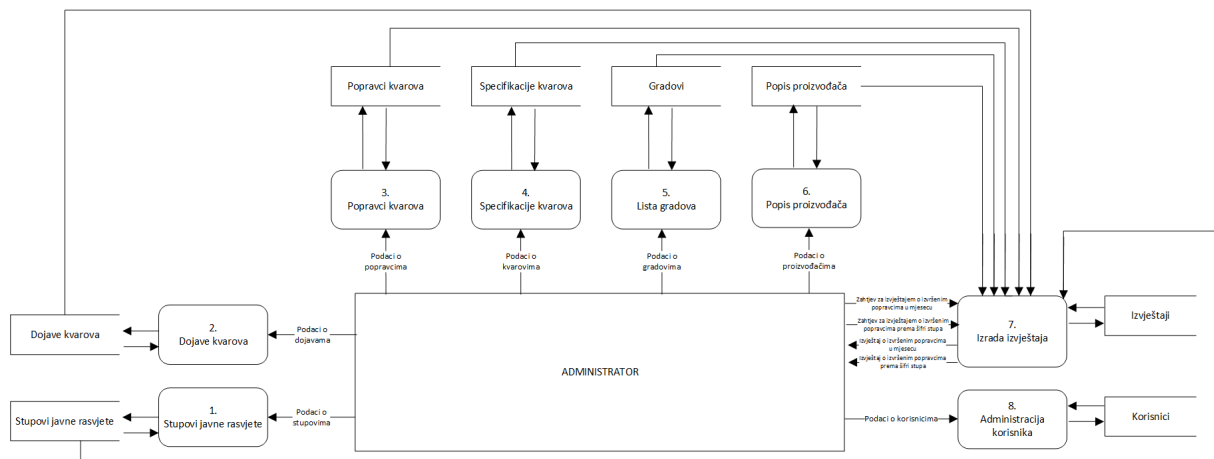 Popravci kvarova
Specifikacije kvarova
Gradovi
Popis proizvođača
3.
Popravci kvarova
4.
Specifikacije kvarova
5.
Lista gradova
6.
Popis proizvođača
Podaci o
popravcima
Podaci o
kvarovima
Podaci o
gradovima
Podaci o
proizvođačima
Dojave kvarova
2.
Dojave kvarova
Podaci o
dojavama
Stupovi javne rasvjete
1.
Stupovi javne rasvjete
Podaci o
stupovima
ADMINISTRATOR
Zahtjev za izvještajem o izvršenim
popravcima u mjesecu
Zahtjev za izvještajem o izvršenim
popravcima prema šifri stupa
Izvještaj o izvršenim popravcima
u mjesecu
Izvještaj o izvršenim popravcima
prema šifri stupa
7.
Izrada izvještaja
Izvještaji
Podaci o korisnicima
8.
Administracija
korisnika
Korisnici